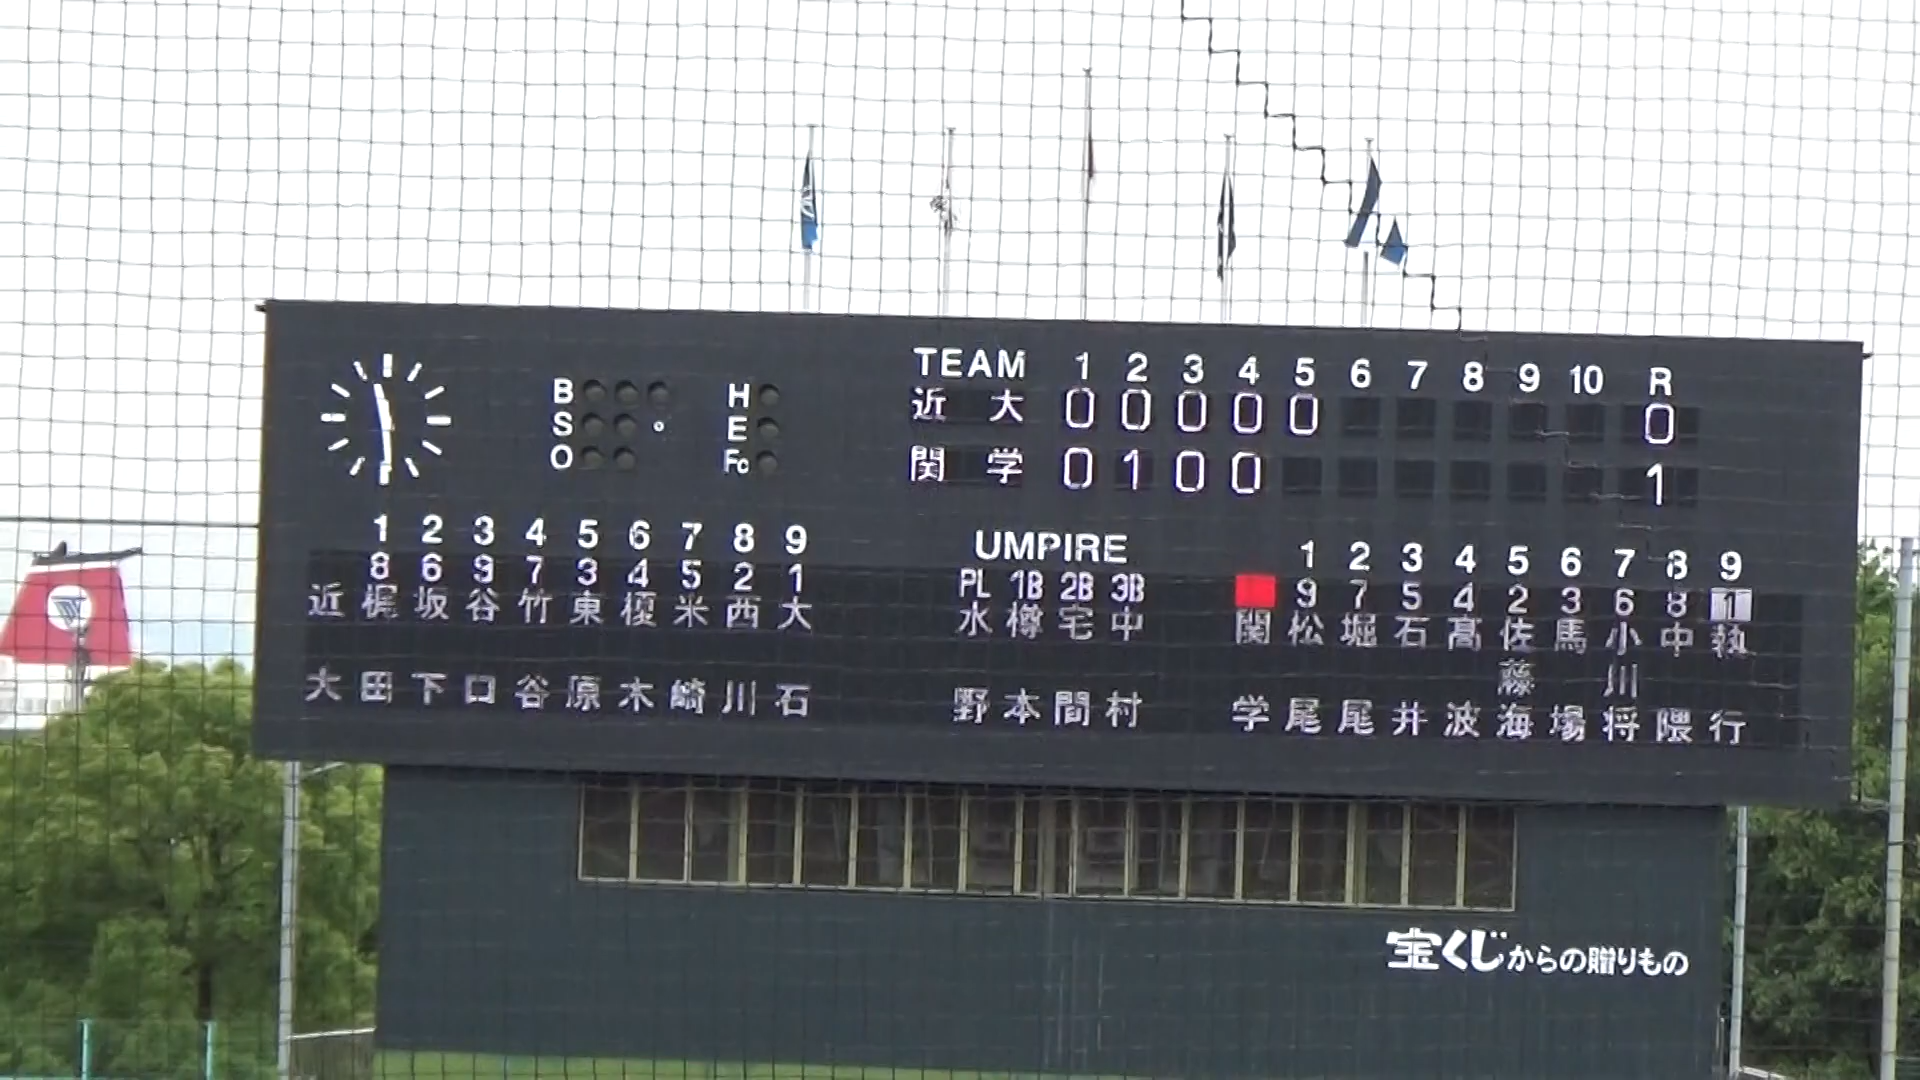 TEAM 1 2 3 4 5 6 7 8 9 10 R
近大 0 0 0 0 0 0
関学 0 1 0 0 1
B H
S E
O Fc
1 2 3 4 5 6 7 8 9
8 6 9 7 3 4 5 2 1
近大 梶田 坂下 谷口 竹谷 東原 榎木 米崎 西川 大石
UMPIRE
PL 1B 2B 3B
水野 樽本 宅間 中村
1 2 3 4 5 6 7 8 9
9 7 5 4 2 3 6 8 1
関学 松尾 堀尾 石井 髙波 佐藤海 馬場 小川将 中隈 執行
宝くじからの贈りもの